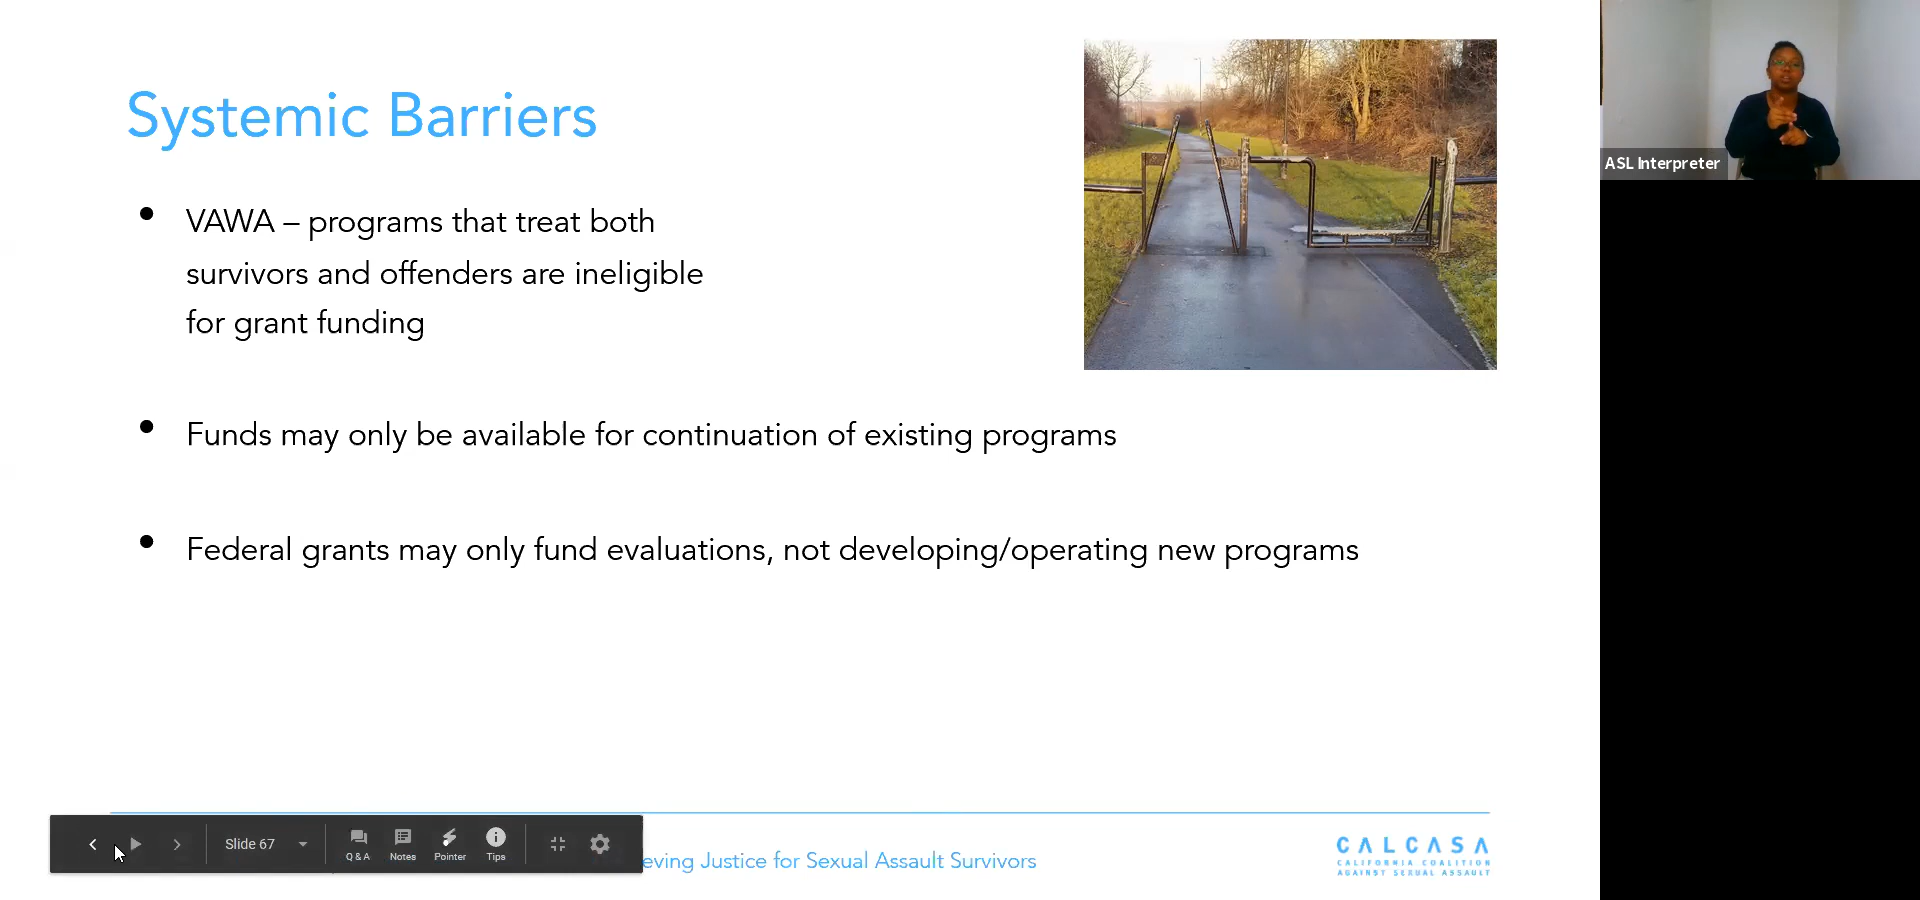 Systemic Barriers
• VAWA – programs that treat both
survivors and offenders are ineligible
for grant funding
• Funds may only be available for continuation of existing programs
• Federal grants may only fund evaluations, not developing/operating new programs
ASL Interpreter
Slide 67
Q & A
Notes
Pointer
Tips
eving Justice for Sexual Assault Survivors
CALCASA
CALIFORNIA COALITION
AGAINST SEXUAL ASSAULT